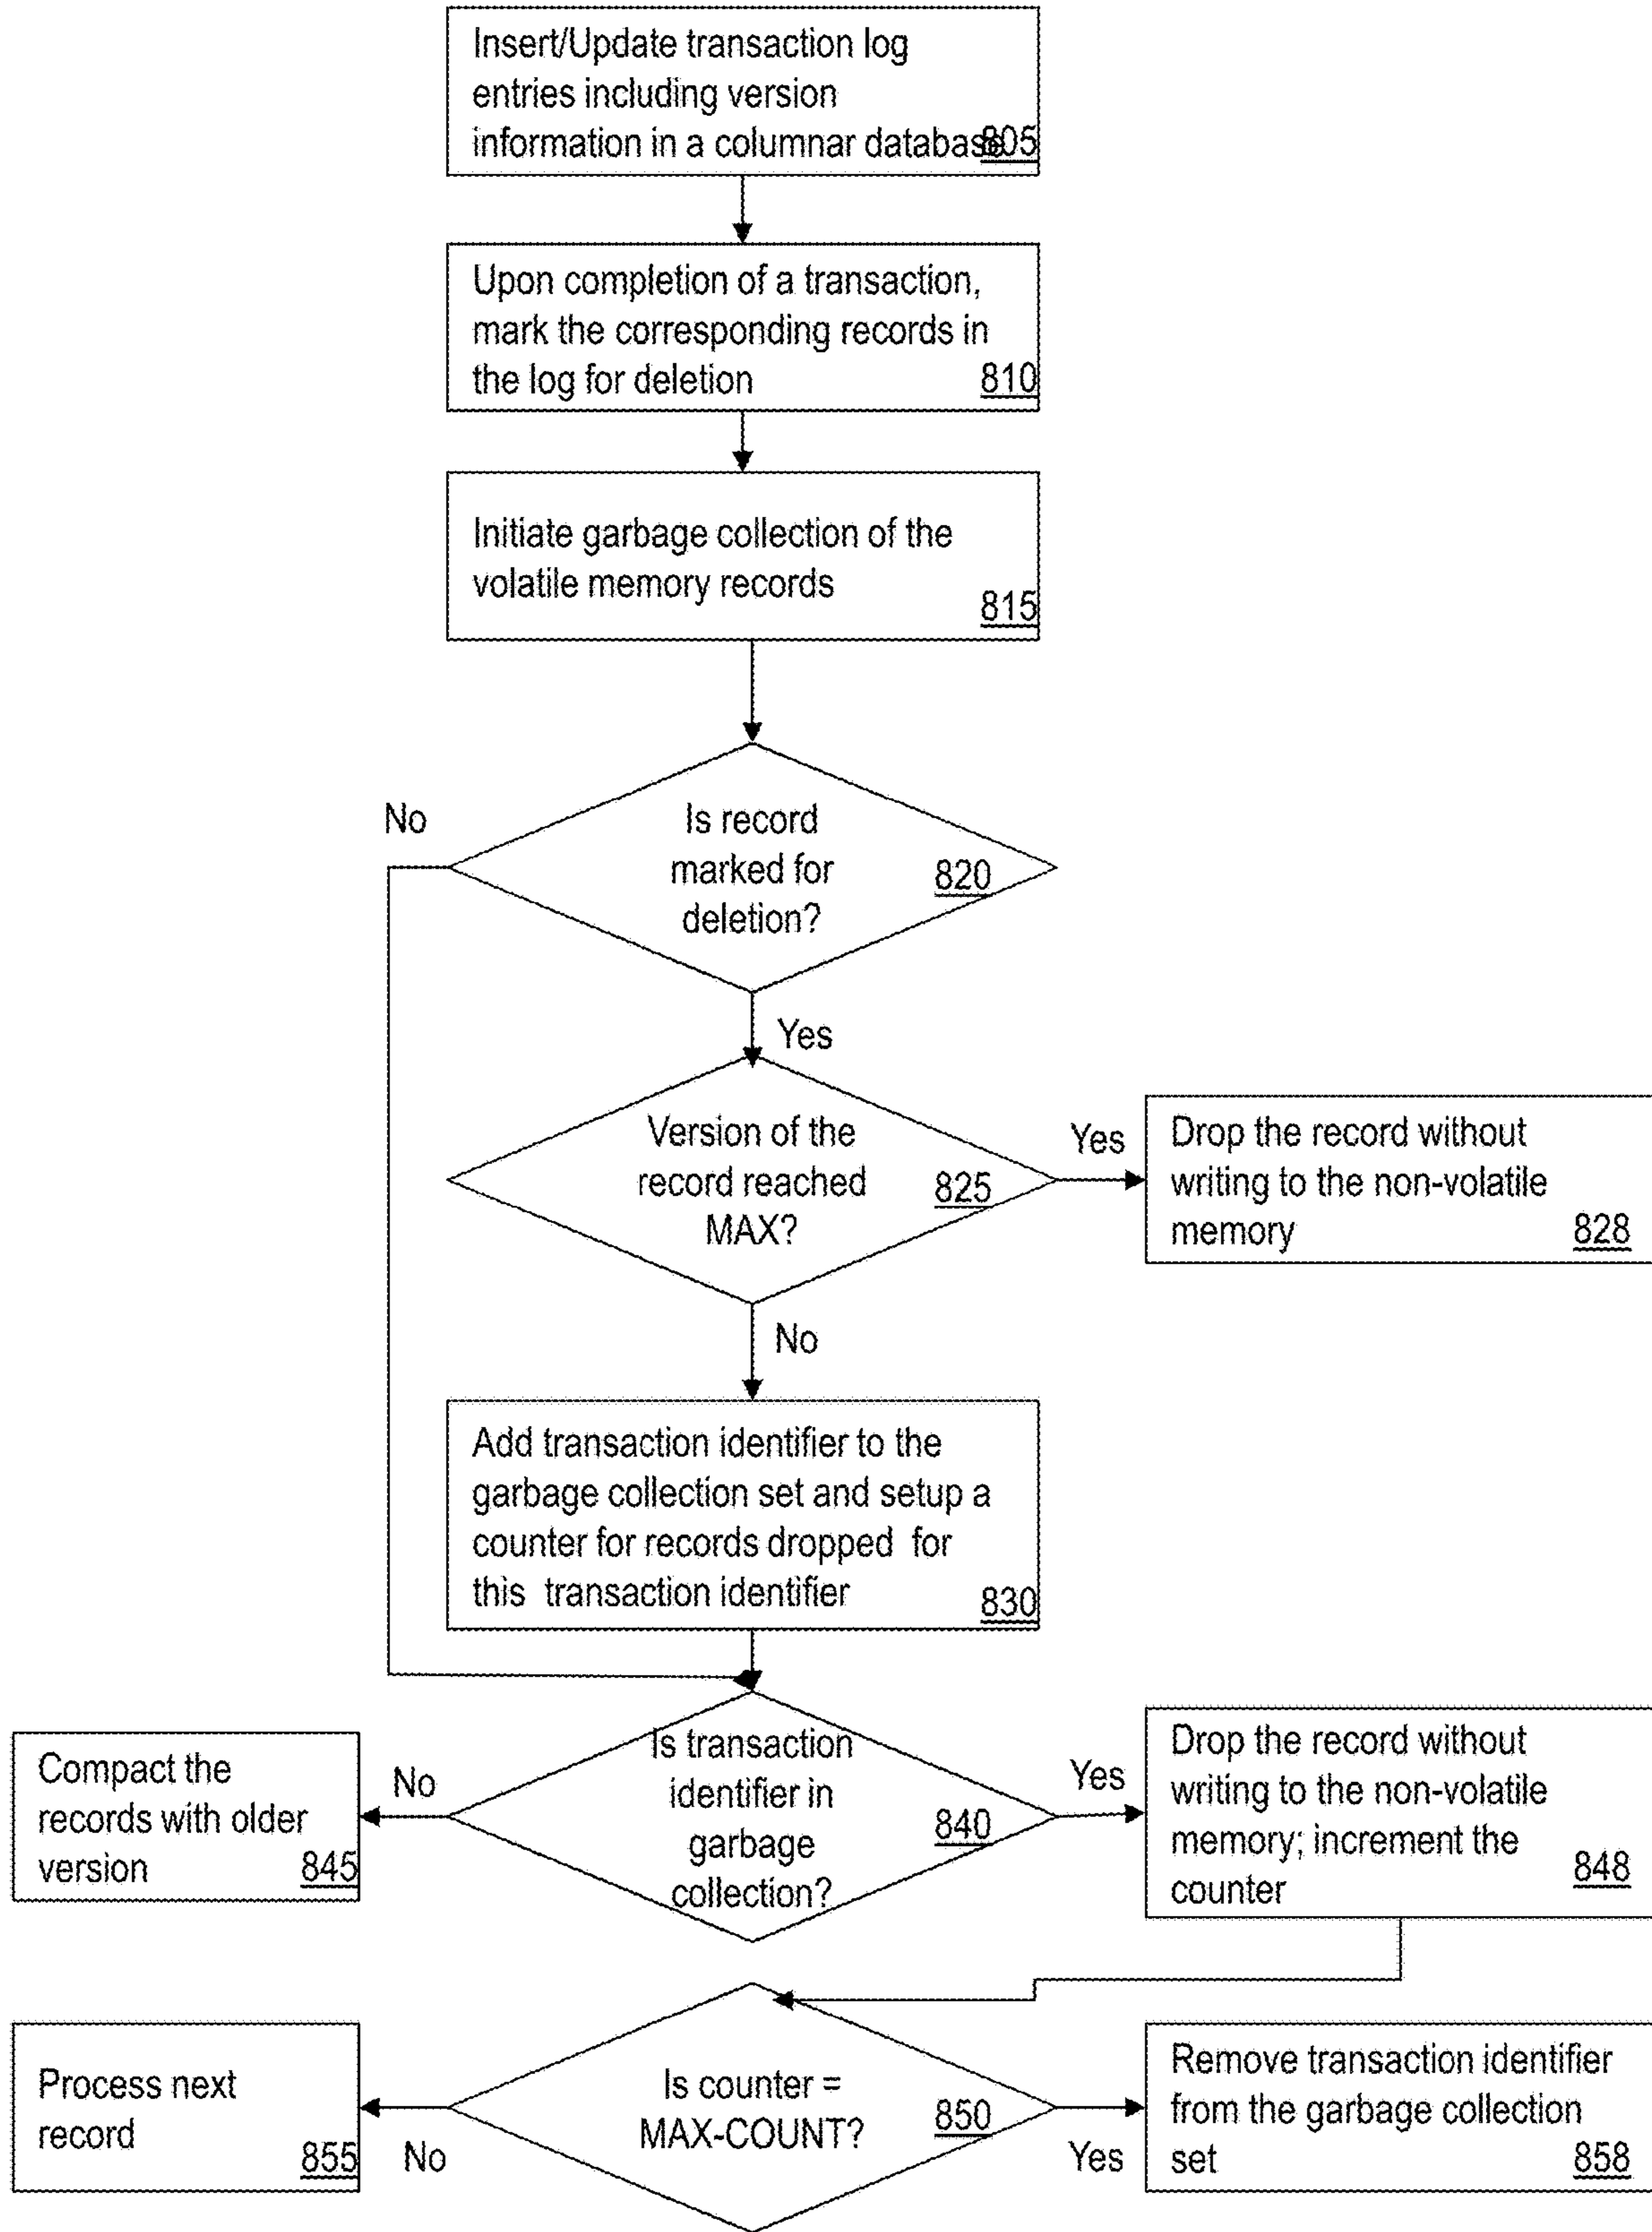 Insert/Update transaction log
entries including version
information in a columnar database
805
Upon completion of a transaction,
mark the corresponding records in
the log for deletion
810
Initiate garbage collection of the
volatile memory records
815
No
Is record
marked for
deletion?
820
Yes
Version of the
record reached
MAX?
825
Yes
Drop the record without
writing to the non-volatile
memory
828
No
Add transaction identifier to the
garbage collection set and setup a
counter for records dropped for
this transaction identifier
830
Compact the
records with older
version
845
No
Is transaction
identifier in
garbage
collection?
840
Yes
Drop the record without
writing to the non-volatile
memory; increment the
counter
848
Process next
record
855
No
Is counter =
MAX-COUNT?
850
Yes
Remove transaction identifier
from the garbage collection
set
858